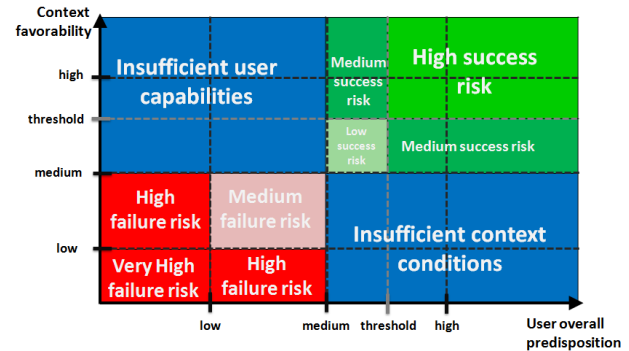 Context
favorability
high
threshold
medium
low
Insufficient user
capabilities
Medium
success
risk
High success
risk
Low
success
risk
Medium success risk
High
failure risk
Medium
failure risk
Insufficient context
conditions
Very High
failure risk
High
failure risk
low
medium
threshold
high
User overall
predisposition